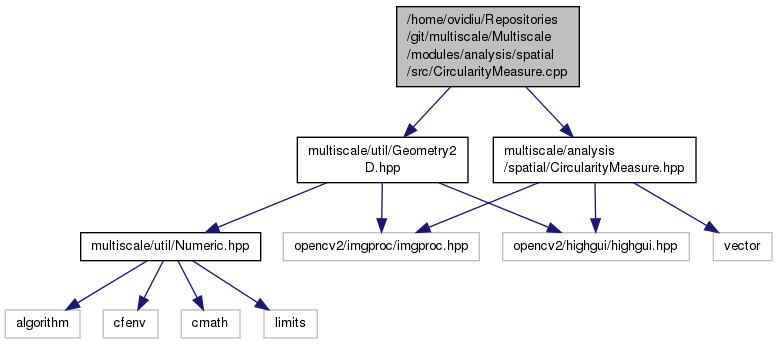 /home/ovidiu/Repositories
/git/multiscale/Multiscale
/modules/analysis/spatial
/src/CircularityMeasure.cpp
multiscale/util/Geometry2
D.hpp
multiscale/analysis
/spatial/CircularityMeasure.hpp
multiscale/util/Numeric.hpp
opencv2/imgproc/imgproc.hpp
opencv2/highgui/highgui.hpp
vector
algorithm
cfenv
cmath
limits